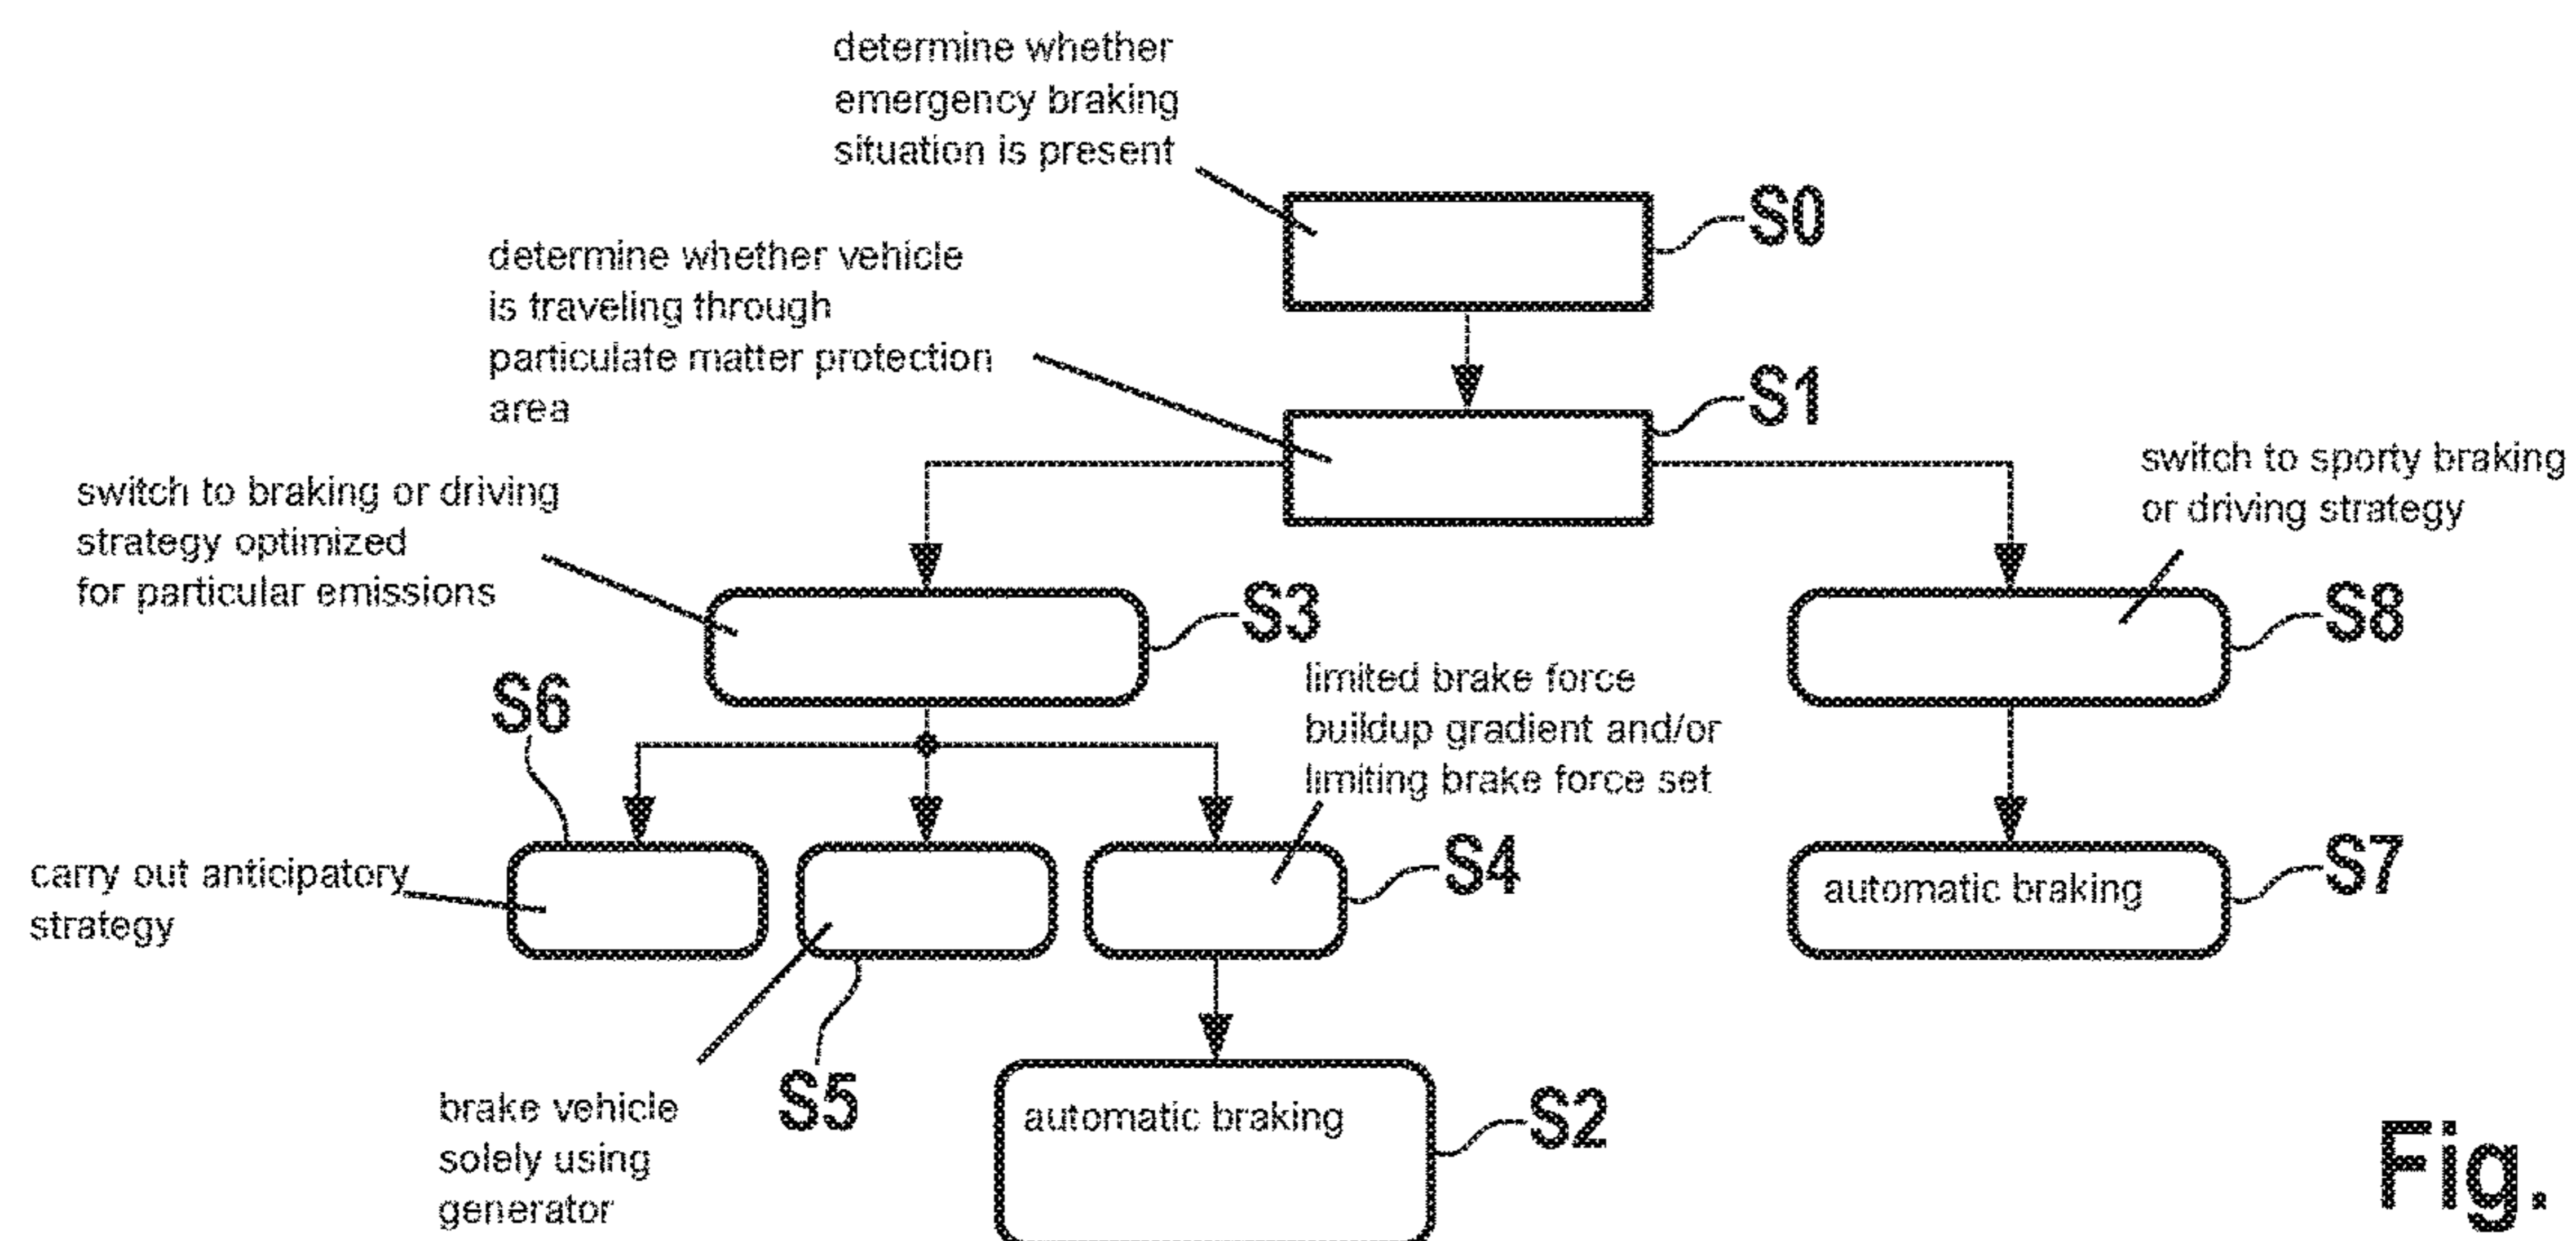 determine whether
emergency braking
situation is present
S0
determine whether vehicle
is traveling through
particulate matter protection
area
S1
switch to sporty braking
or driving strategy
switch to braking or driving
strategy optimized
for particular emissions
S3
S8
limited brake force
buildup gradient and/or
limiting brake force set
S6
S4
carry out anticipatory
strategy
automatic braking
S7
brake vehicle
solely using
generator
S5
automatic braking
S2
Fig.